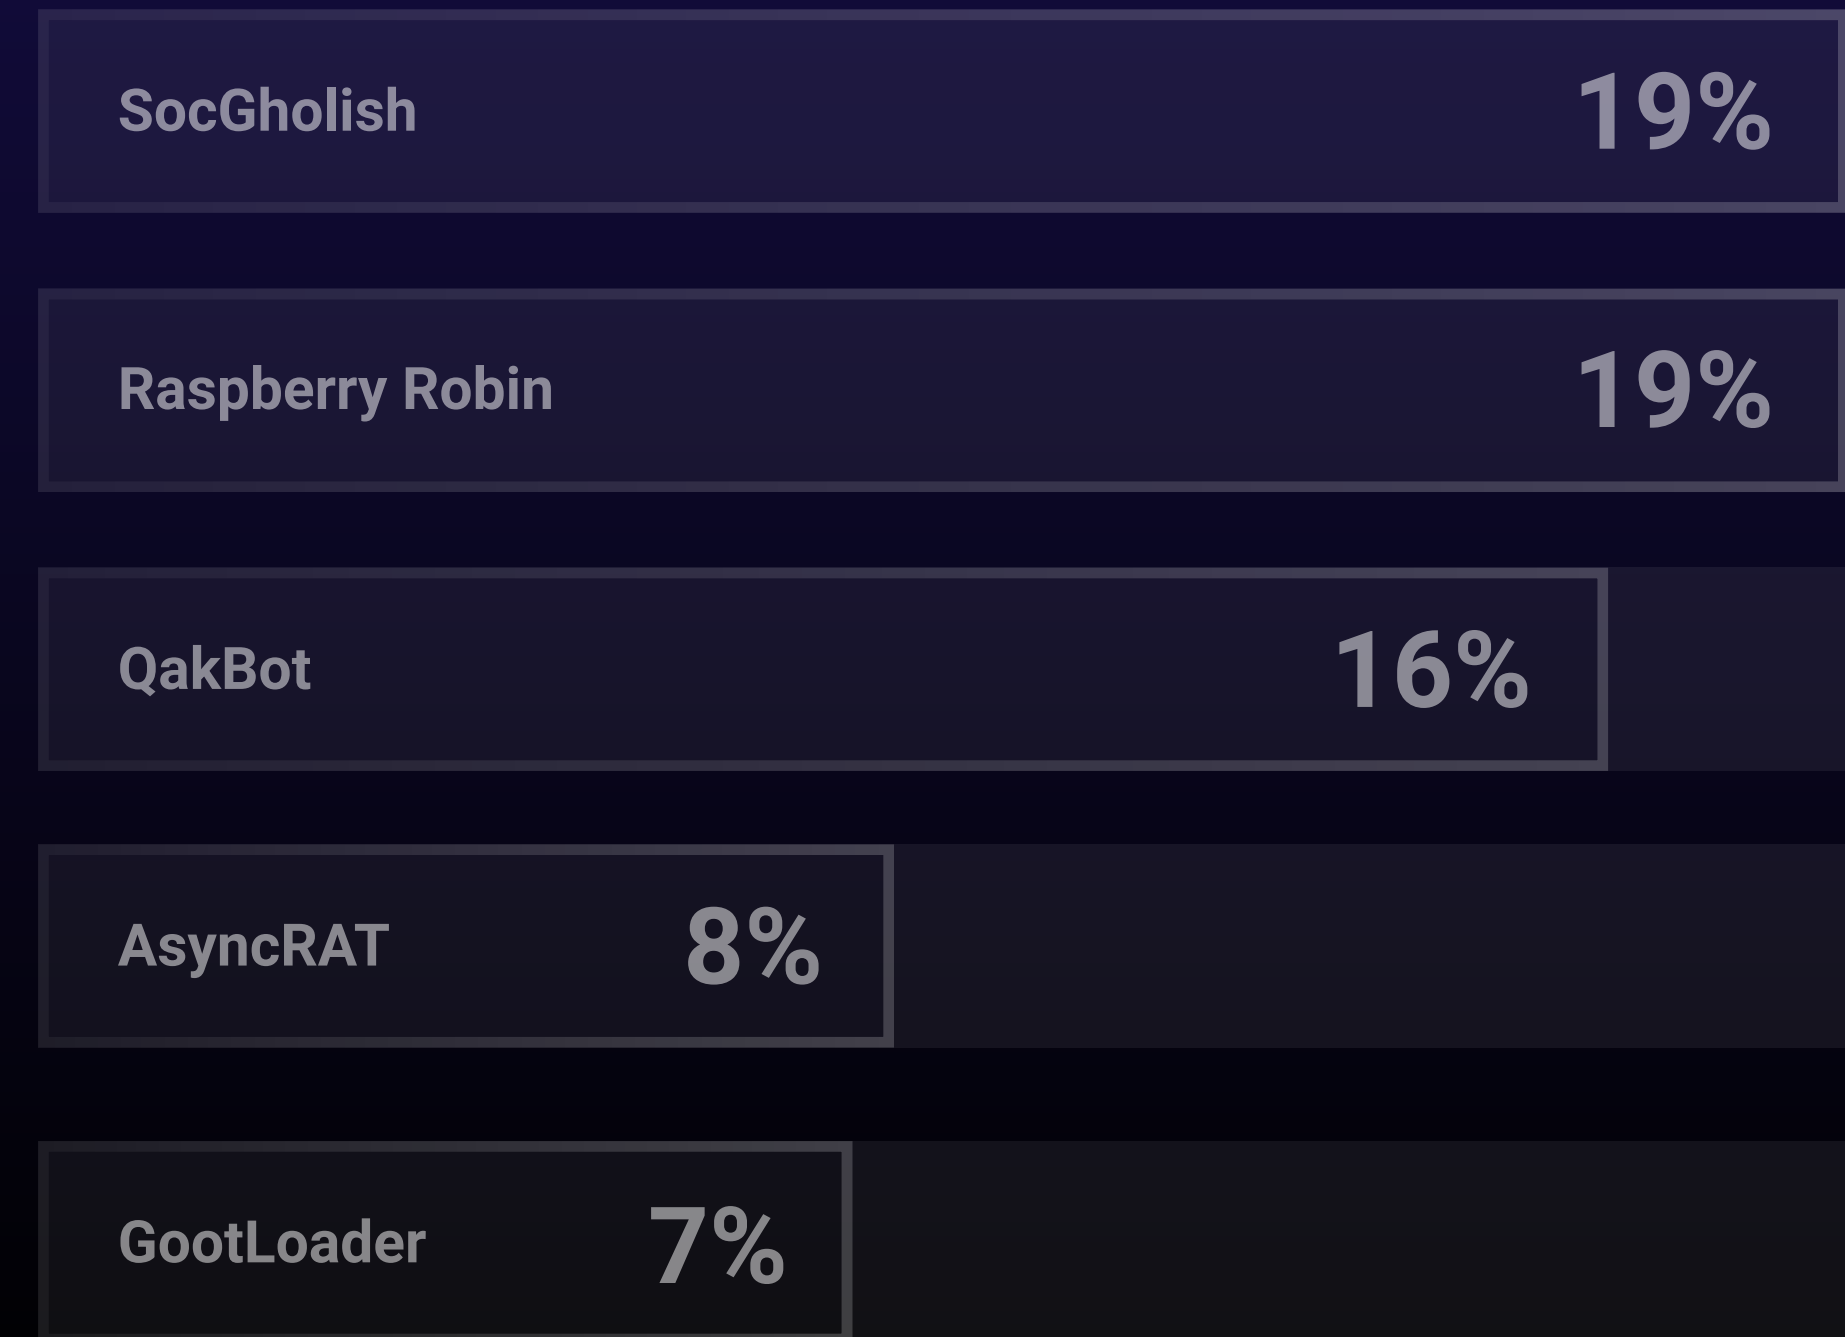 SocGholish 19%
Raspberry Robin 19%
QakBot 16%
AsyncRAT 8%
GootLoader 7%